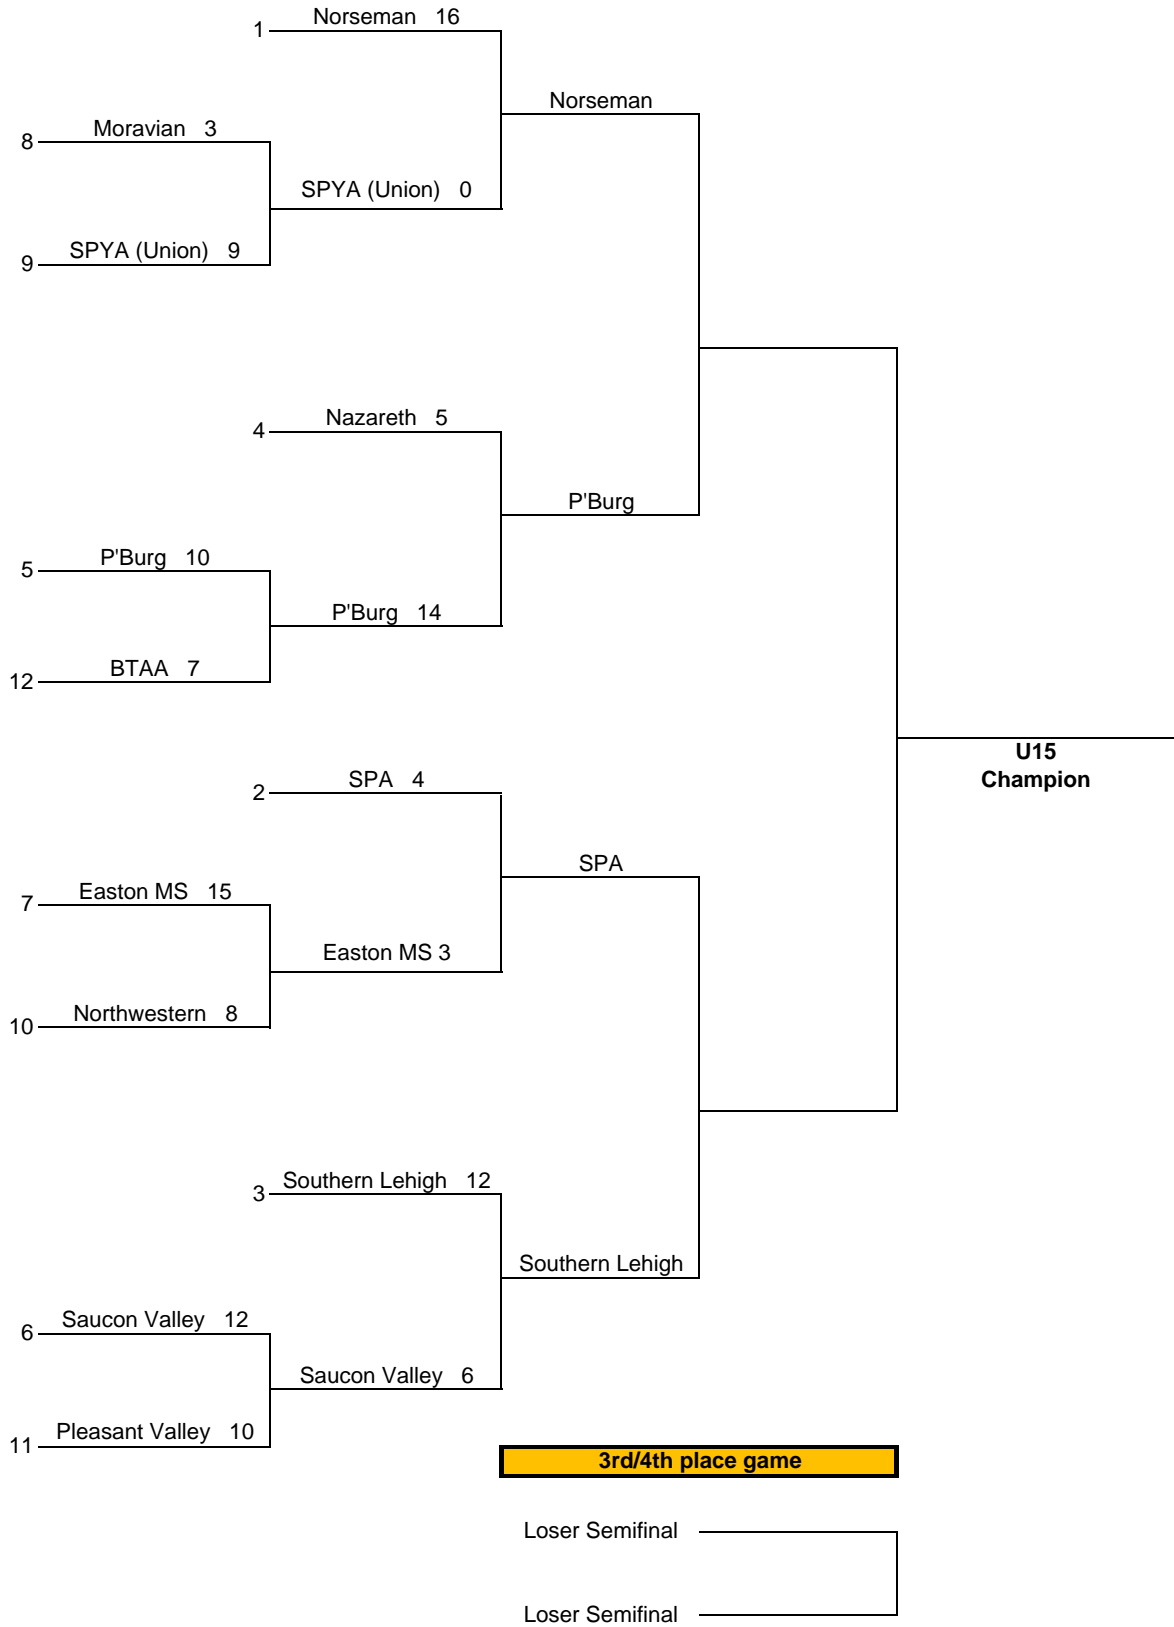 Norseman 16
1
Norseman
Moravian 3
8
SPYA (Union) 0
SPYA (Union) 9
9
Nazareth 5
4
P'Burg
P'Burg 10
5
P'Burg 14
BTAA 7
12
U15
Champion
SPA 4
2
SPA
Easton MS 15
7
Easton MS 3
Northwestern 8
10
Southern Lehigh 12
3
Southern Lehigh
Saucon Valley 12
6
Saucon Valley 6
Pleasant Valley 10
11
3rd/4th place game
Loser Semifinal
Loser Semifinal